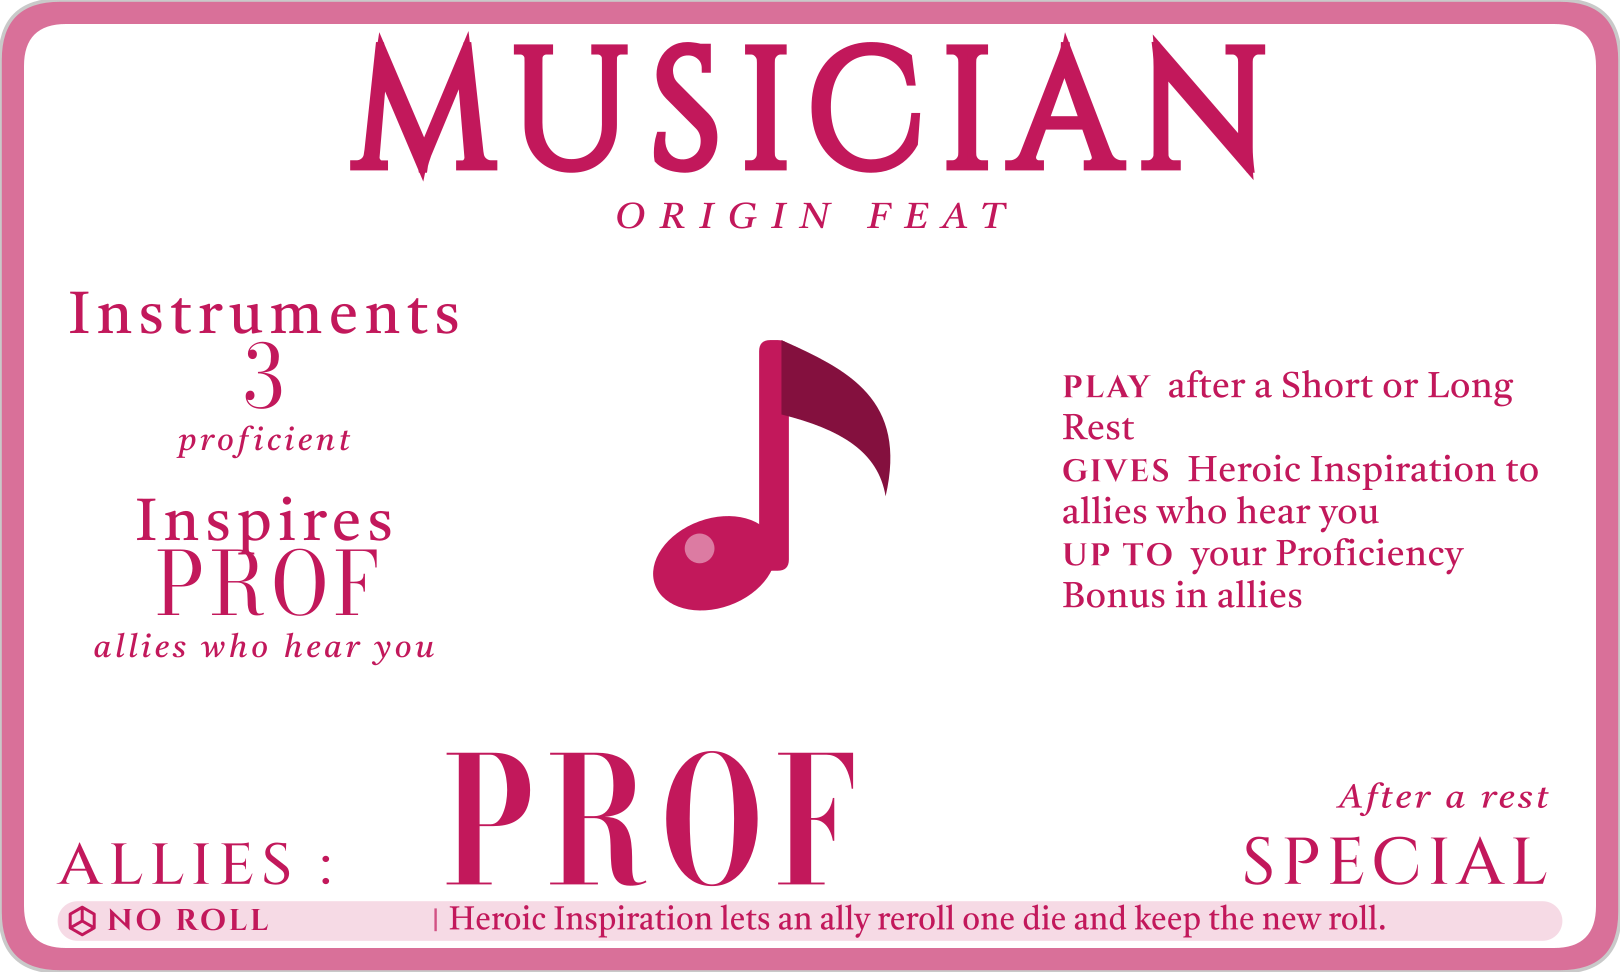 MUSICIAN
ORIGIN FEAT
Instruments
3
proficient
Inspires
PROF
allies who hear you
PLAY after a Short or Long
Rest
GIVES Heroic Inspiration to
allies who hear you
UP TO your Proficiency
Bonus in allies
ALLIES : PROF
After a rest
SPECIAL
NO ROLL | Heroic Inspiration lets an ally reroll one die and keep the new roll.